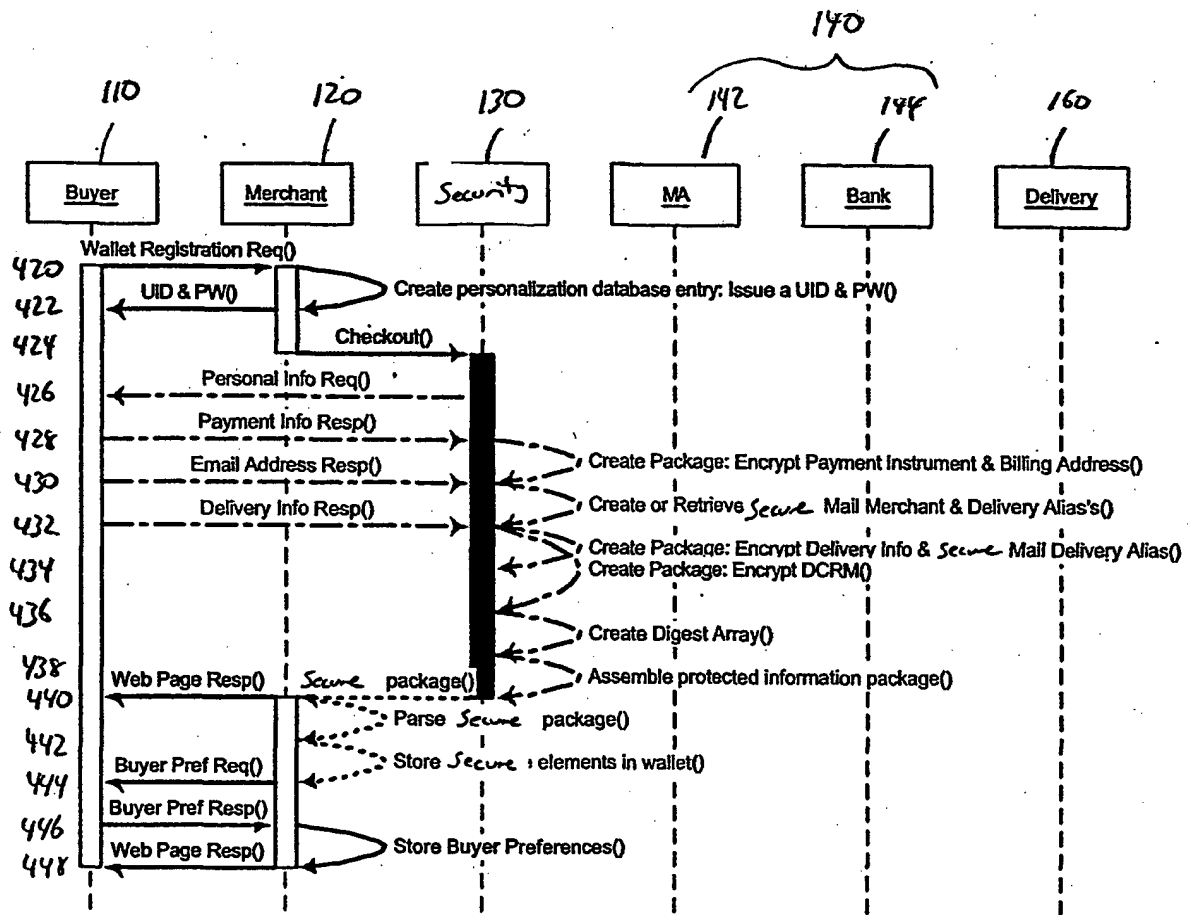 140
110 120 130 142 144 160
Buyer Merchant Security MA Bank Delivery
Wallet Registration Req()
420
UID & PW() Create personalization database entry: Issue a UID & PW()
422
Checkout()
424
Personal Info Req()
426
Payment Info Resp()
428
Email Address Resp() Create Package: Encrypt Payment Instrument & Billing Address()
430
Delivery Info Resp() Create or Retrieve Secure Mail Merchant & Delivery Alias's()
432
Create Package: Encrypt Delivery Info & Secure Mail Delivery Alias()
434 Create Package: Encrypt DCRM()
436
Create Digest Array()
438
Web Page Resp() Secure package() Assemble protected information package()
440
Parse Secure package()
442
Buyer Pref Req() Store Secure elements in wallet()
444
Buyer Pref Resp()
446
Web Page Resp() Store Buyer Preferences()
448